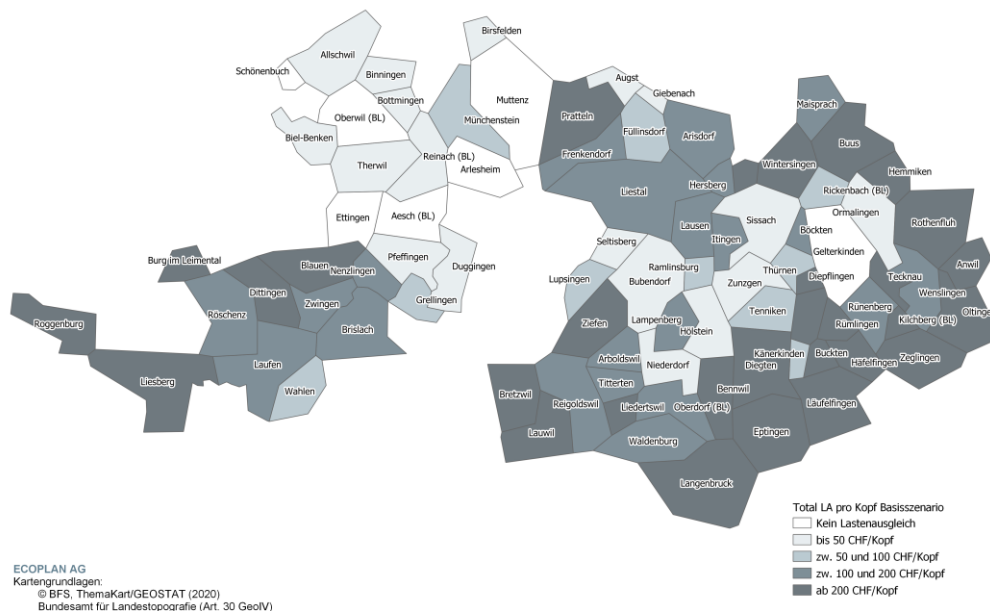 Birsfelden
Allschwil
Schönenbuch
Binningen
Augst
Giebenach
Muttenz
Bottmingen
Maisprach
Oberwil (BL)
Münchenstein
Pratteln
Füllinsdorf
Arisdorf
Biel-Benken
Buus
Frenkendorf
Reinach (BL)
Therwil
Arlesheim
Wintersingen
Hemmiken
Hersberg
Rickenbach (BL)
Liestal
Ormalingen
Ettingen
Aesch (BL)
Sissach
Rothenfluh
Lausen
Böckten
Itingen
Seltisberg
Gelterkinden
Pfeffingen
Burg im Leimental
Blauen
Nenzlingen
Duggingen
Ramlinsburg
Thürnen
Anwil
Lupsingen
Bubendorf
Zunzgen
Diepflingen
Tecknau
Wenslingen
Dittingen
Zwingen
Grellingen
Röschenz
Rünenberg
Oltingen
Roggenburg
Tenniken
Kilchberg (BL)
Ziefen
Lampenberg
Rümlingen
Brislach
Hölstein
Känerkinden
Buckten
Arboldswil
Diegten
Häfelfingen
Zeglingen
Laufen
Niederdorf
Liesberg
Titterten
Bennwil
Wahlen
Bretzwil
Reigoldswil
Liedertswil
Oberdorf (BL)
Läufelfingen
Lauwil
Eptingen
Waldenburg
Langenbruck
Total LA pro Kopf Basisszenario
Kein Lastenausgleich
bis 50 CHF/Kopf
zw. 50 und 100 CHF/Kopf
zw. 100 und 200 CHF/Kopf
ab 200 CHF/Kopf
ECOPLAN AG
Kartengrundlagen:
© BFS, ThemaKart/GEOSTAT (2020)
Bundesamt für Landestopografie (Art. 30 GeoIV)